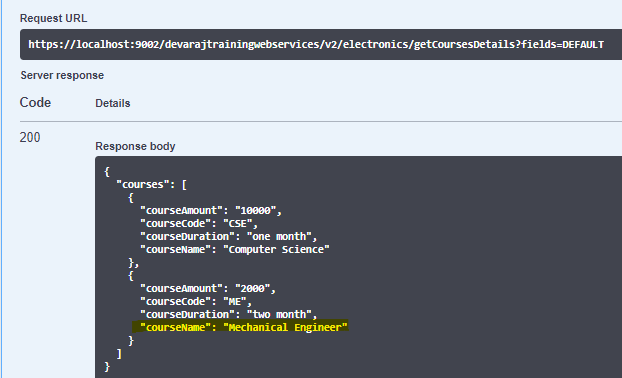 Request URL
https://localhost:9002/devarajtrainingwebservices/v2/electronics/getCoursesDetails?fields=DEFAULT
Server response
Code Details
200
Response body
{
"courses": [
{
"courseAmount": "10000",
"courseCode": "CSE",
"courseDuration": "one month",
"courseName": "Computer Science"
},
{
"courseAmount": "2000",
"courseCode": "ME",
"courseDuration": "two month",
"courseName": "Mechanical Engineer"
}
]
}